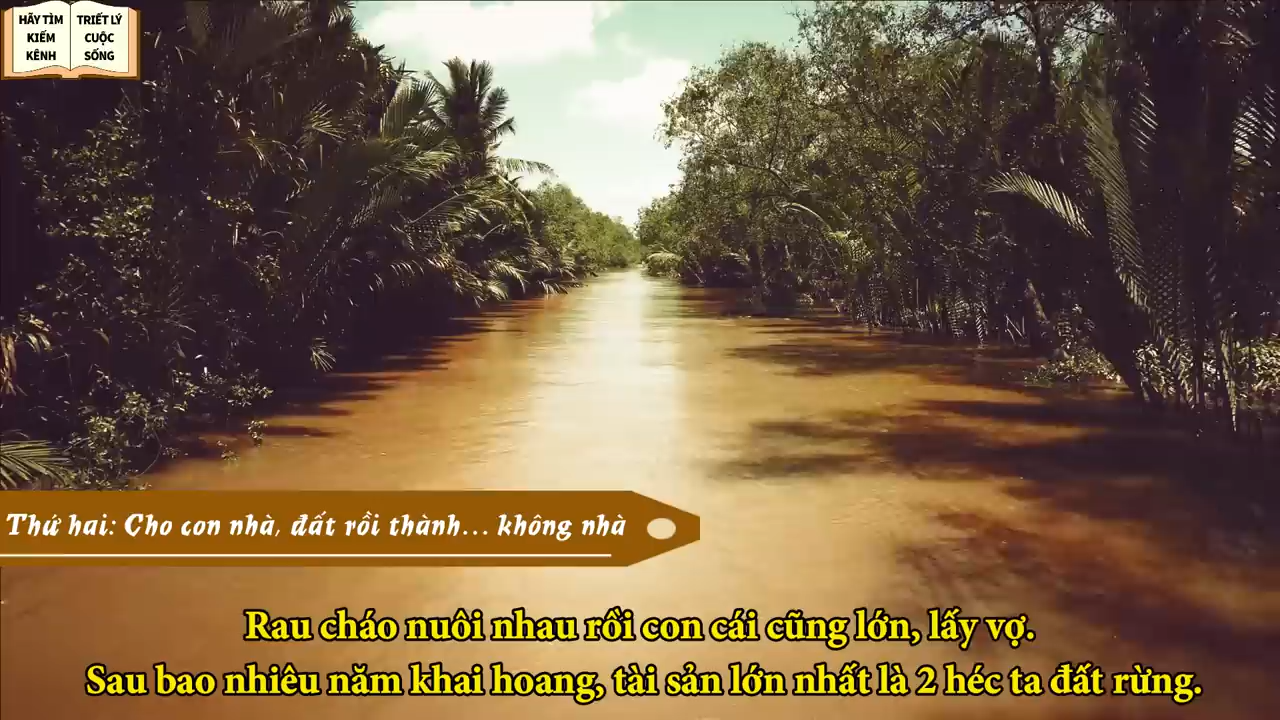 HÃY TÌM
KIẾM
KÊNH
TRIẾT LÝ
CUỘC
SỐNG
Thứ hai: Cho con nhà, đất rồi thành... không nhà
Rau cháo nuôi nhau rồi con cái cũng lớn, lấy vợ.
Sau bao nhiêu năm khai hoang, tài sản lớn nhất là 2 héc ta đất rừng.